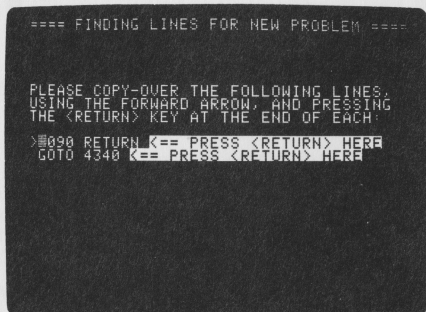 ==== FINDING LINES FOR NEW PROBLEM ====
PLEASE COPY-OVER THE FOLLOWING LINES,
USING THE FORWARD ARROW, AND PRESSING
THE <RETURN> KEY AT THE END OF EACH:
>▒090 RETURN <== PRESS <RETURN> HERE
GOTO 4340 <== PRESS <RETURN> HERE